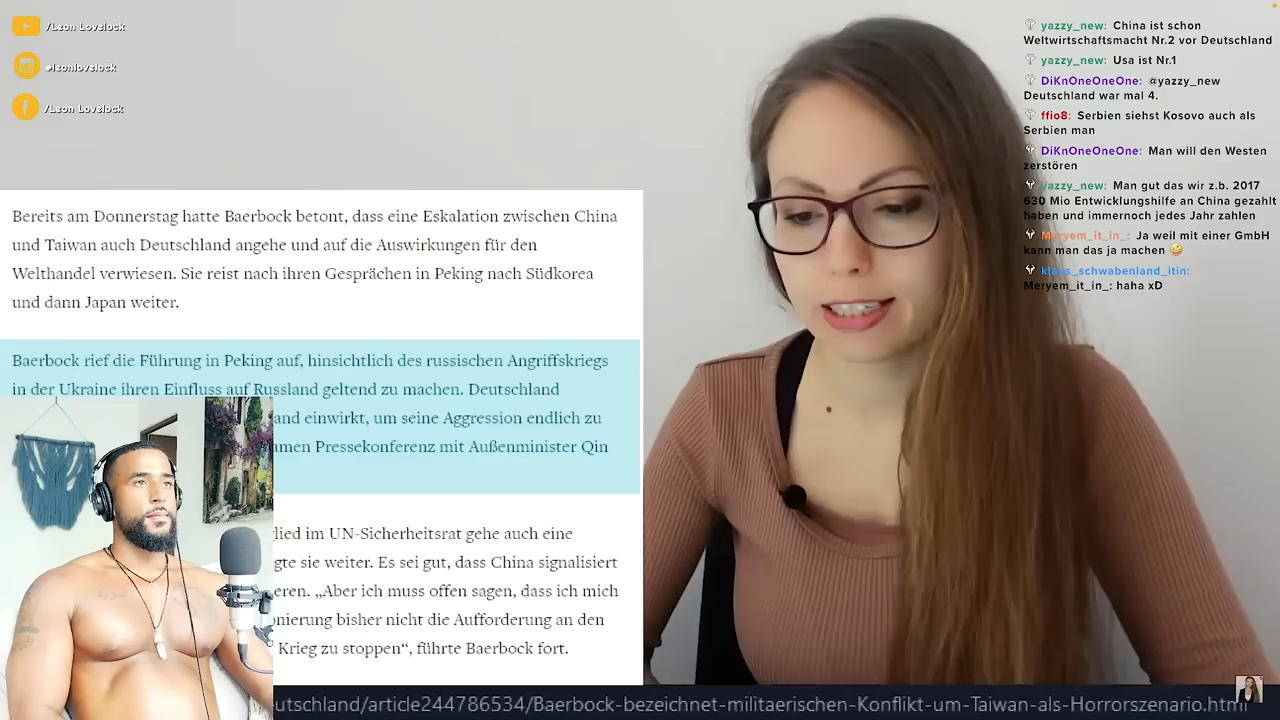 /Leon Lovelock
@leonlovelock
/Leon Lovelock
Bereits am Donnerstag hatte Baerbock betont, dass eine Eskalation zwischen China
und Taiwan auch Deutschland angehe und auf die Auswirkungen für den
Welthandel verwiesen. Sie reist nach ihren Gesprächen in Peking nach Südkorea
und dann Japan weiter.
Baerbock rief die Führung in Peking auf, hinsichtlich des russischen Angriffskriegs
in der Ukraine ihren Einfluss auf Russland geltend zu machen. Deutschland
einwirkt, um seine Aggression endlich zu
Pressekonferenz mit Außenminister Qin
im UN-Sicherheitsrat gehe auch eine
sie weiter. Es sei gut, dass China signalisiert
„Aber ich muss offen sagen, dass ich mich
bisher nicht die Aufforderung an den
Krieg zu stoppen“, führte Baerbock fort.
eutschland/article244786534/Baerbock-bezeichnet-militaerischen-Konflikt-um-Taiwan-als-Horrorszenario.html
yazzy_new: China ist schon
Weltwirtschaftsmacht Nr.2 vor Deutschland
yazzy_new: Usa ist Nr.1
DiKnOneOneOne: @yazzy_new
Deutschland war mal 4.
ffio8: Serbien siehst Kosovo auch als
Serbien man
DiKnOneOneOne: Man will den Westen
zerstören
yazzy_new: Man gut das wir z.b. 2017
630 Mio Entwicklungshilfe an China gezahlt
haben und immernoch jedes Jahr zahlen
Meryem_it_in_: Ja weil mit einer GmbH
kann man das ja machen 🤪
klaus_schwabenland_itin:
Meryem_it_in_: haha xD